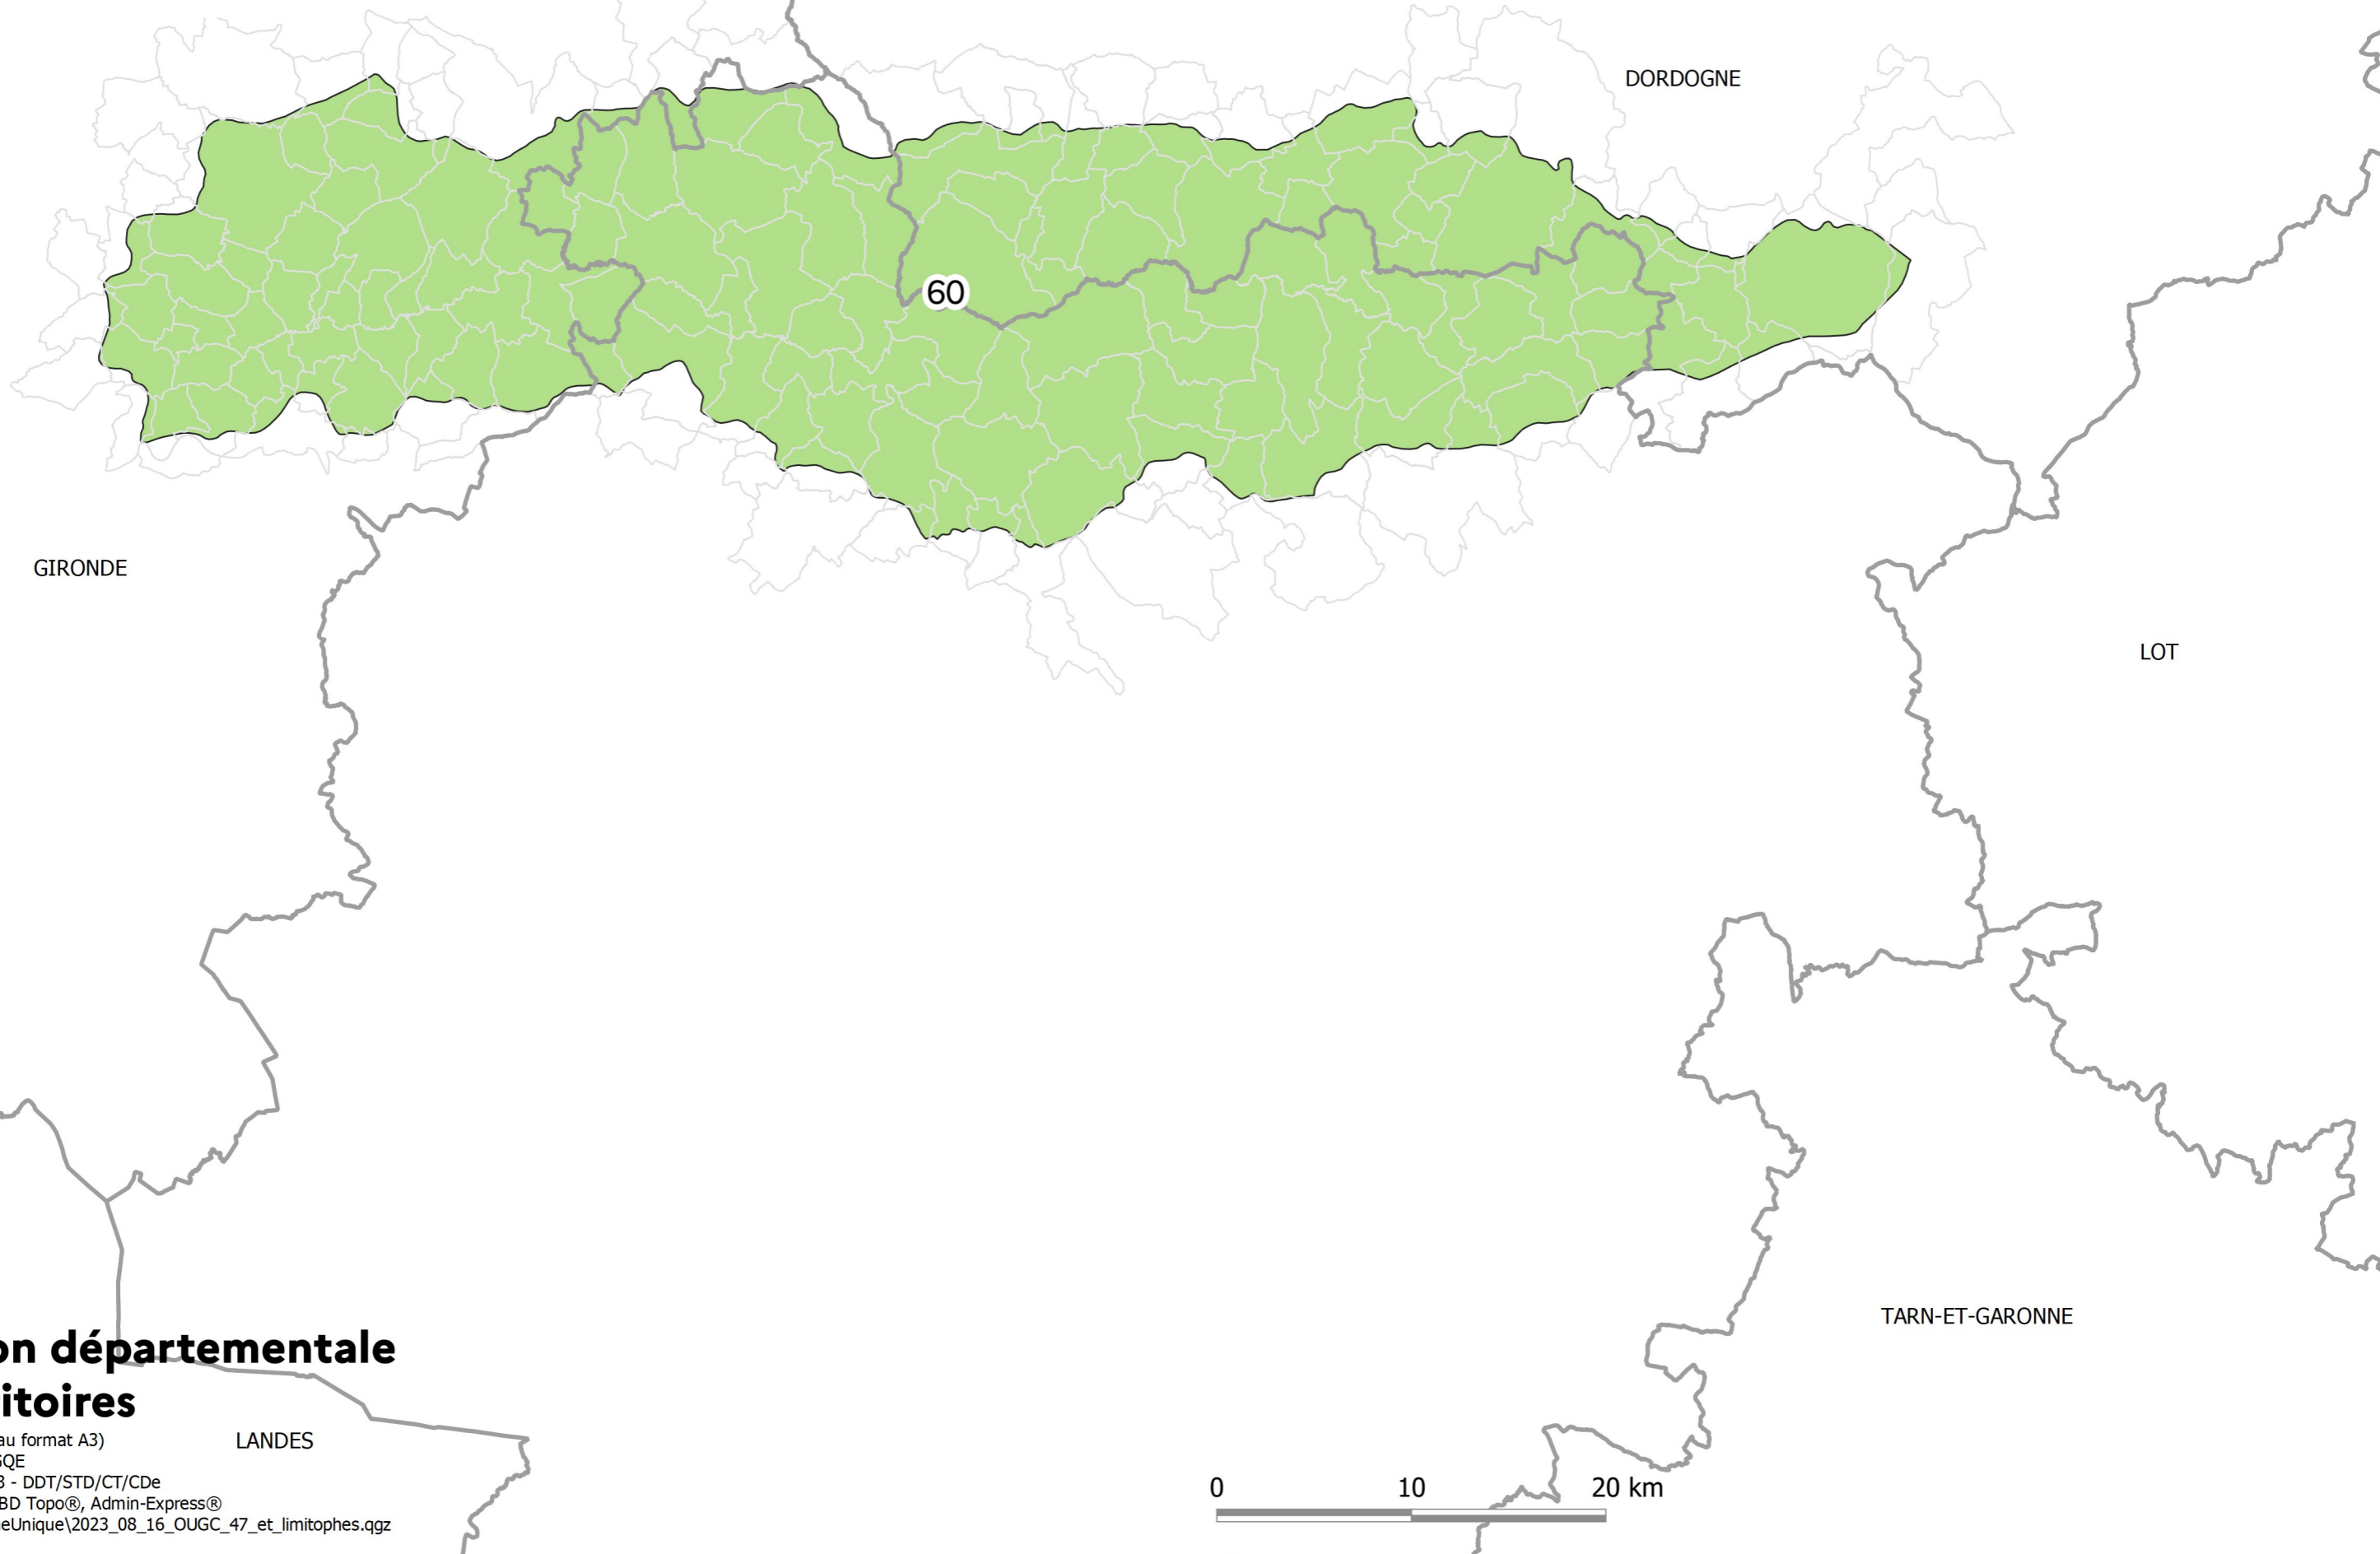 DORDOGNE
60
GIRONDE
LOT
TARN-ET-GARONNE
on départementale
itoires
LANDES
au format A3)
GQE
3 - DDT/STD/CT/CDe
BD Topo®, Admin-Express®
eUnique\2023_08_16_OUGC_47_et_limitophes.qgz
0 10 20 km